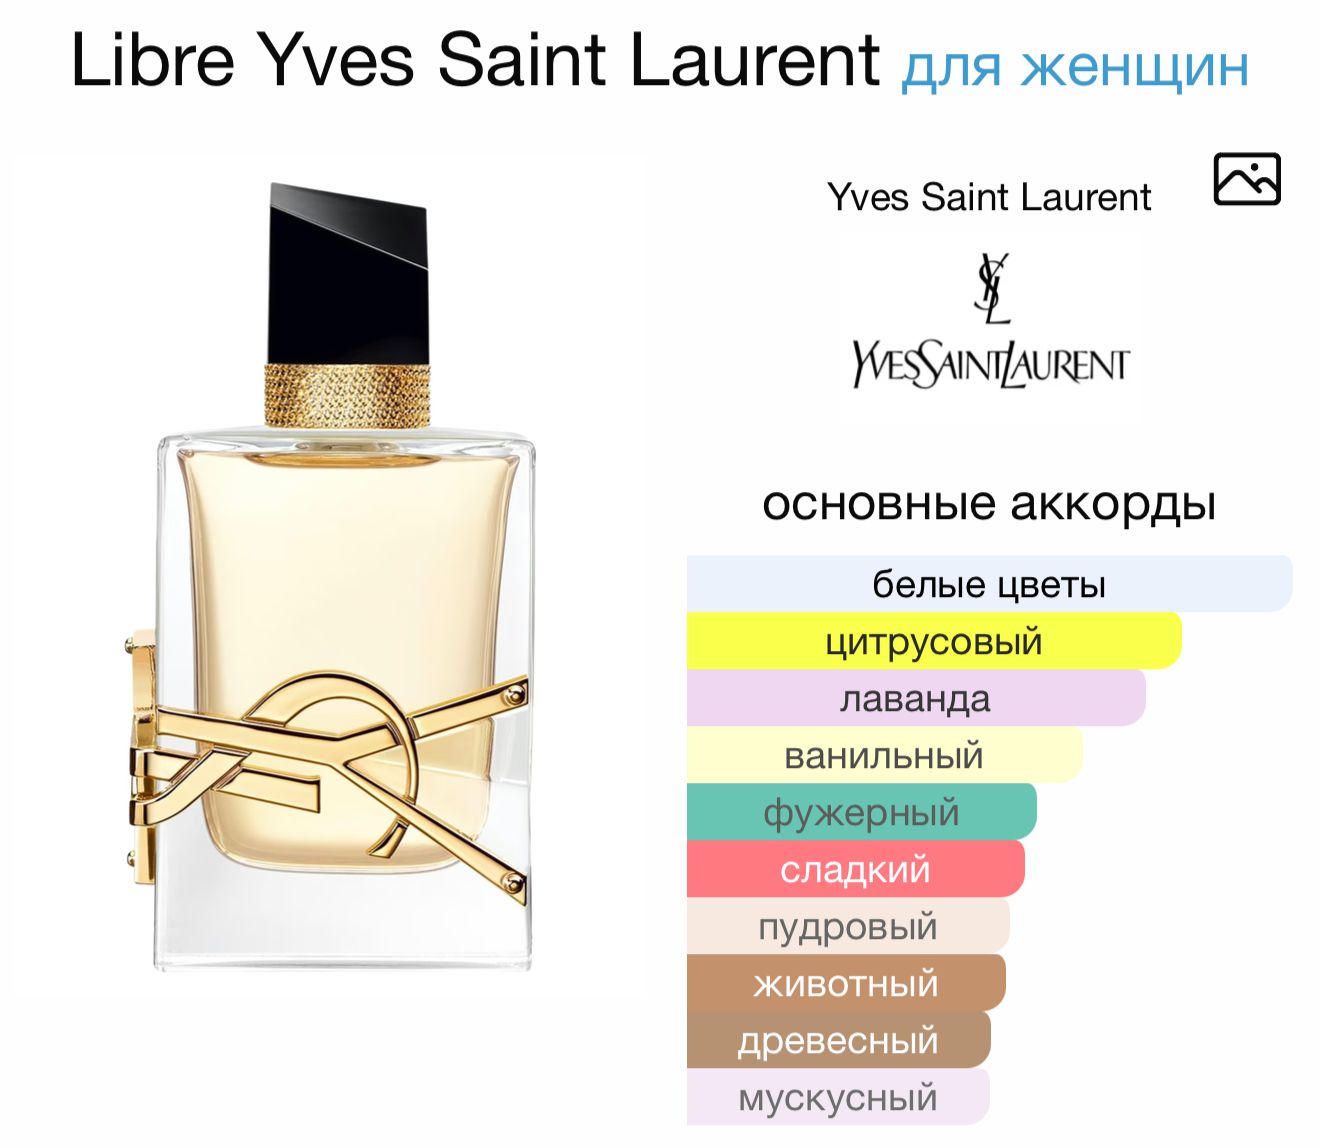 Libre Yves Saint Laurent для женщин
Yves Saint Laurent
YSL
YVESSAINTLAURENT
основные аккорды
белые цветы
цитрусовый
лаванда
ванильный
фужерный
сладкий
пудровый
животный
древесный
мускусный